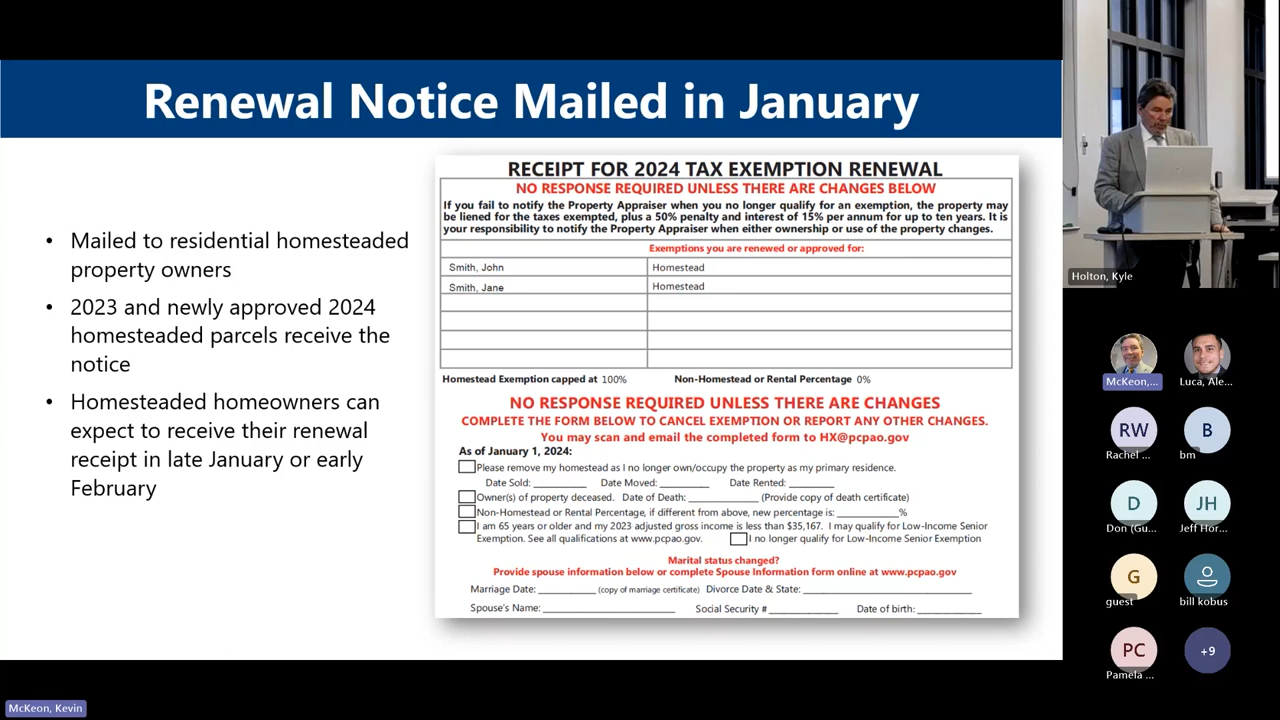 Renewal Notice Mailed in January
• Mailed to residential homesteaded
property owners
• 2023 and newly approved 2024
homesteaded parcels receive the
notice
• Homesteaded homeowners can
expect to receive their renewal
receipt in late January or early
February
RECEIPT FOR 2024 TAX EXEMPTION RENEWAL
NO RESPONSE REQUIRED UNLESS THERE ARE CHANGES BELOW
If you fail to notify the Property Appraiser when you no longer qualify for an exemption, the property may
be liened for the taxes exempted, plus a 50% penalty and interest of 15% per annum for up to ten years. It is
your responsibility to notify the Property Appraiser when either ownership or use of the property changes.
Exemptions you are renewed or approved for:
Smith, John Homestead
Smith, Jane Homestead
Homestead Exemption capped at 100% Non-Homestead or Rental Percentage 0%
NO RESPONSE REQUIRED UNLESS THERE ARE CHANGES
COMPLETE THE FORM BELOW TO CANCEL EXEMPTION OR REPORT ANY OTHER CHANGES.
You may scan and email the completed form to HX@pcpao.gov
As of January 1, 2024:
Please remove my homestead as I no longer own/occupy the property as my primary residence.
Date Sold: __________ Date Moved: __________ Date Rented: __________
Owner(s) of property deceased. Date of Death: ______________ (Provide copy of death certificate)
Non-Homestead or Rental Percentage, if different from above, new percentage is: ____________%
I am 65 years or older and my 2023 adjusted gross income is less than $35,167. I may qualify for Low-Income Senior
Exemption. See all qualifications at www.pcpao.gov. I no longer qualify for Low-Income Senior Exemption
Marital status changed?
Provide spouse information below or complete Spouse Information form online at www.pcpao.gov
Marriage Date: ___________ (copy of marriage certificate) Divorce Date & State: ________________________________
Spouse's Name: _________________________ Social Security # _____________ Date of birth: ____________
Holton, Kyle
McKeon,... Luca, Ale...
RW B
Rachel ... bm
D JH
Don (Gu... Jeff Hor...
G
guest bill kobus
PC +9
Pamela ...
McKeon, Kevin